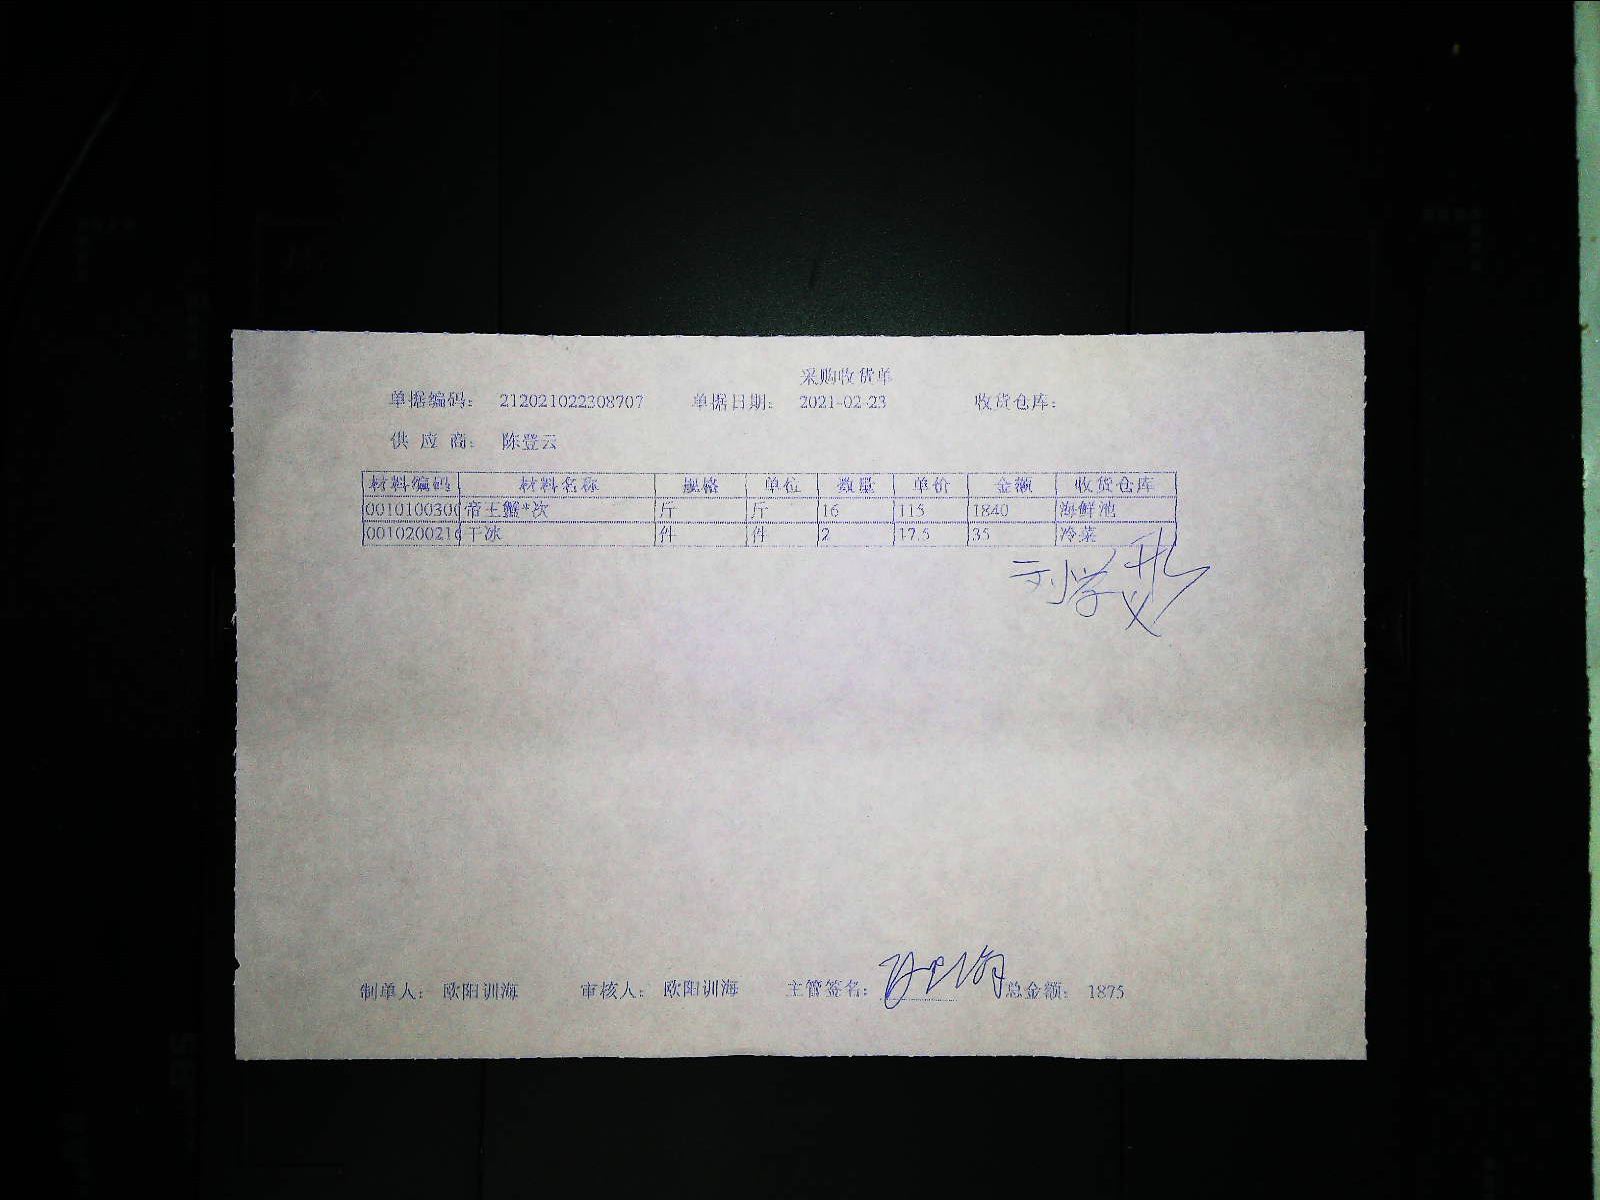 采购收货单
单据编码： 212021022308707 单据日期： 2021-02-23 收货仓库：
供 应 商： 陈登云
材料编码 材料名称 规格 单位 数量 单价 金额 收货仓库
0010100300 帝王蟹*次 斤 斤 16 115 1840 海鲜池
001020021 干冰 件 件 2 17.5 35 冷菜
制单人： 欧阳训海 审核人： 欧阳训海 主管签名： 总金额： 1875